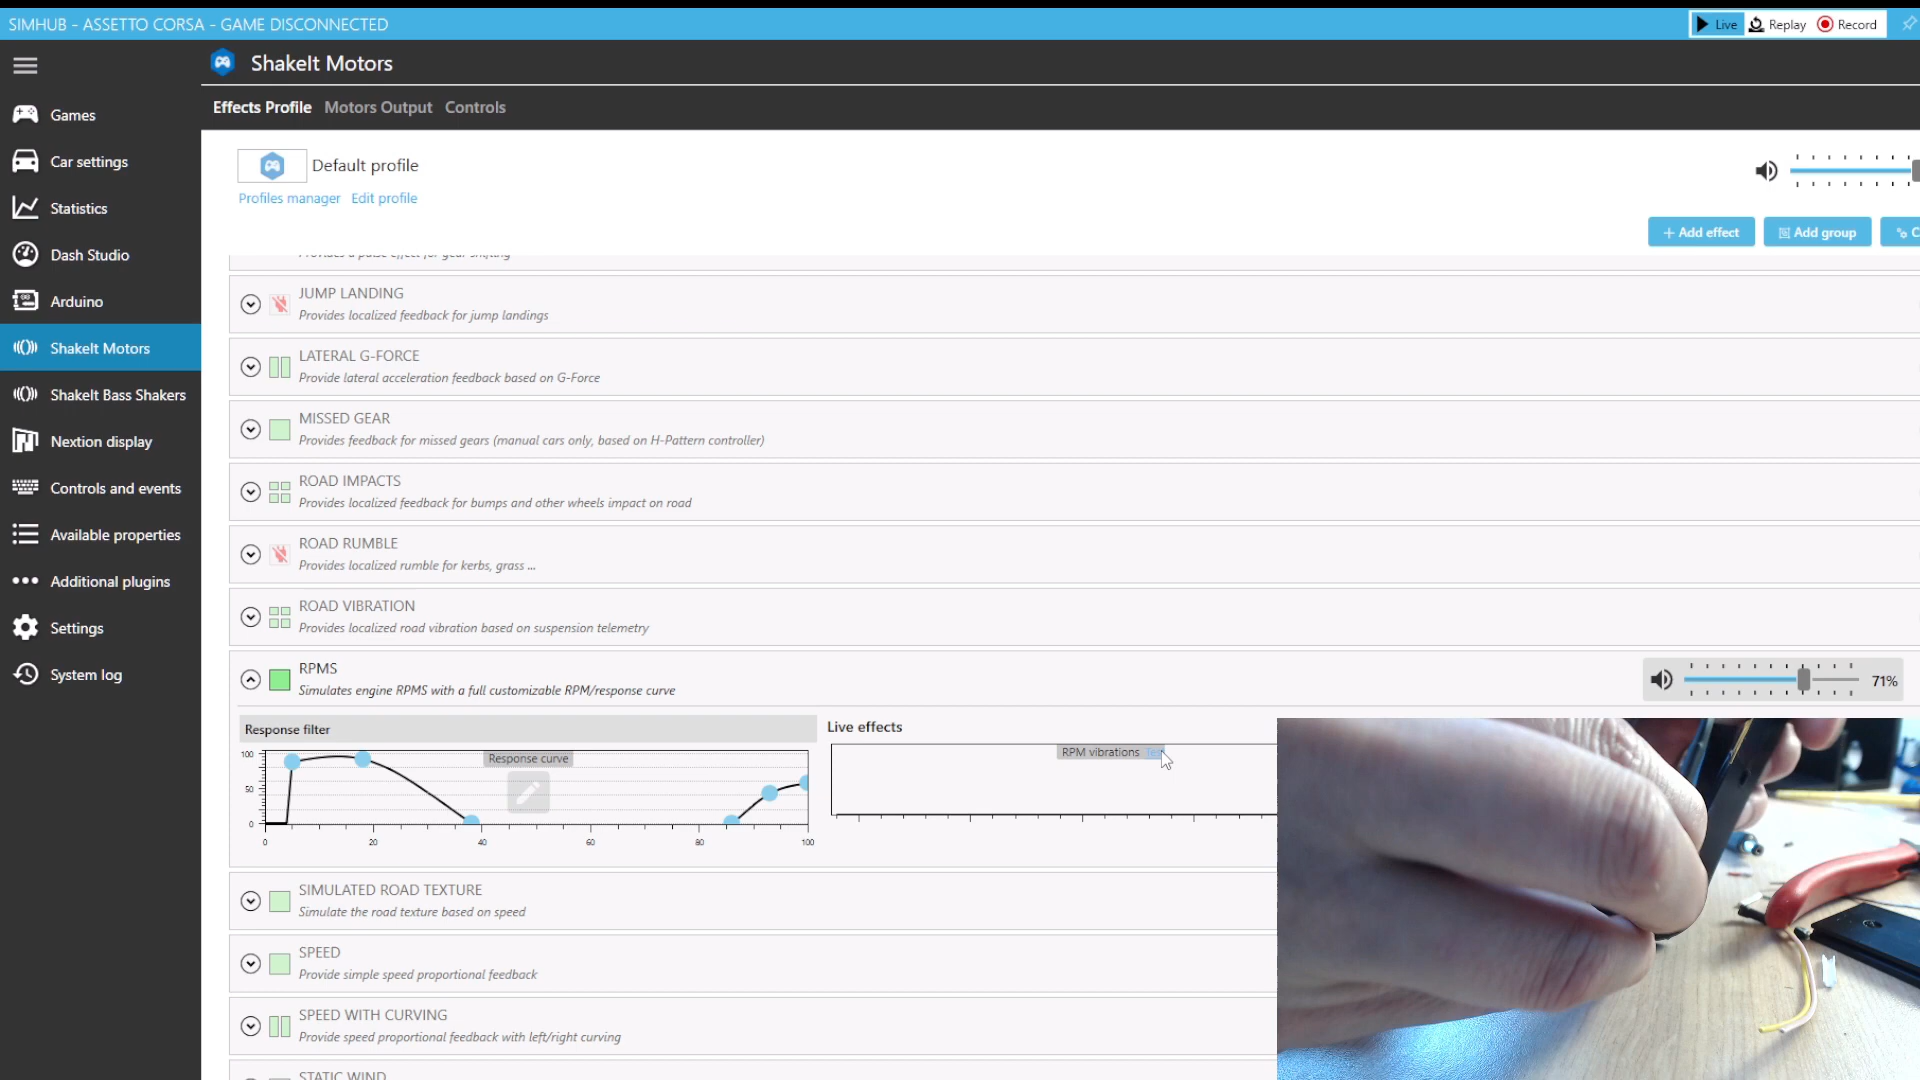 SIMHUB - ASSETTO CORSA - GAME DISCONNECTED
Live
Replay
Record
ShakeIt Motors
Effects Profile
Motors Output
Controls
Games
Car settings
Statistics
Dash Studio
Arduino
ShakeIt Motors
ShakeIt Bass Shakers
Nextion display
Controls and events
Available properties
Additional plugins
Settings
System log
Default profile
Profiles manager
Edit profile
+ Add effect
Add group
Provides a pulse effect for gear shifting
JUMP LANDING
Provides localized feedback for jump landings
LATERAL G-FORCE
Provide lateral acceleration feedback based on G-Force
MISSED GEAR
Provides feedback for missed gears (manual cars only, based on H-Pattern controller)
ROAD IMPACTS
Provides localized feedback for bumps and other wheels impact on road
ROAD RUMBLE
Provides localized rumble for kerbs, grass ...
ROAD VIBRATION
Provides localized road vibration based on suspension telemetry
RPMS
Simulates engine RPMS with a full customizable RPM/response curve
71%
Response filter
Response curve
100
50
0
0 20 40 60 80 100
Live effects
RPM vibrations
SIMULATED ROAD TEXTURE
Simulate the road texture based on speed
SPEED
Provide simple speed proportional feedback
SPEED WITH CURVING
Provide speed proportional feedback with left/right curving
STATIC WIND